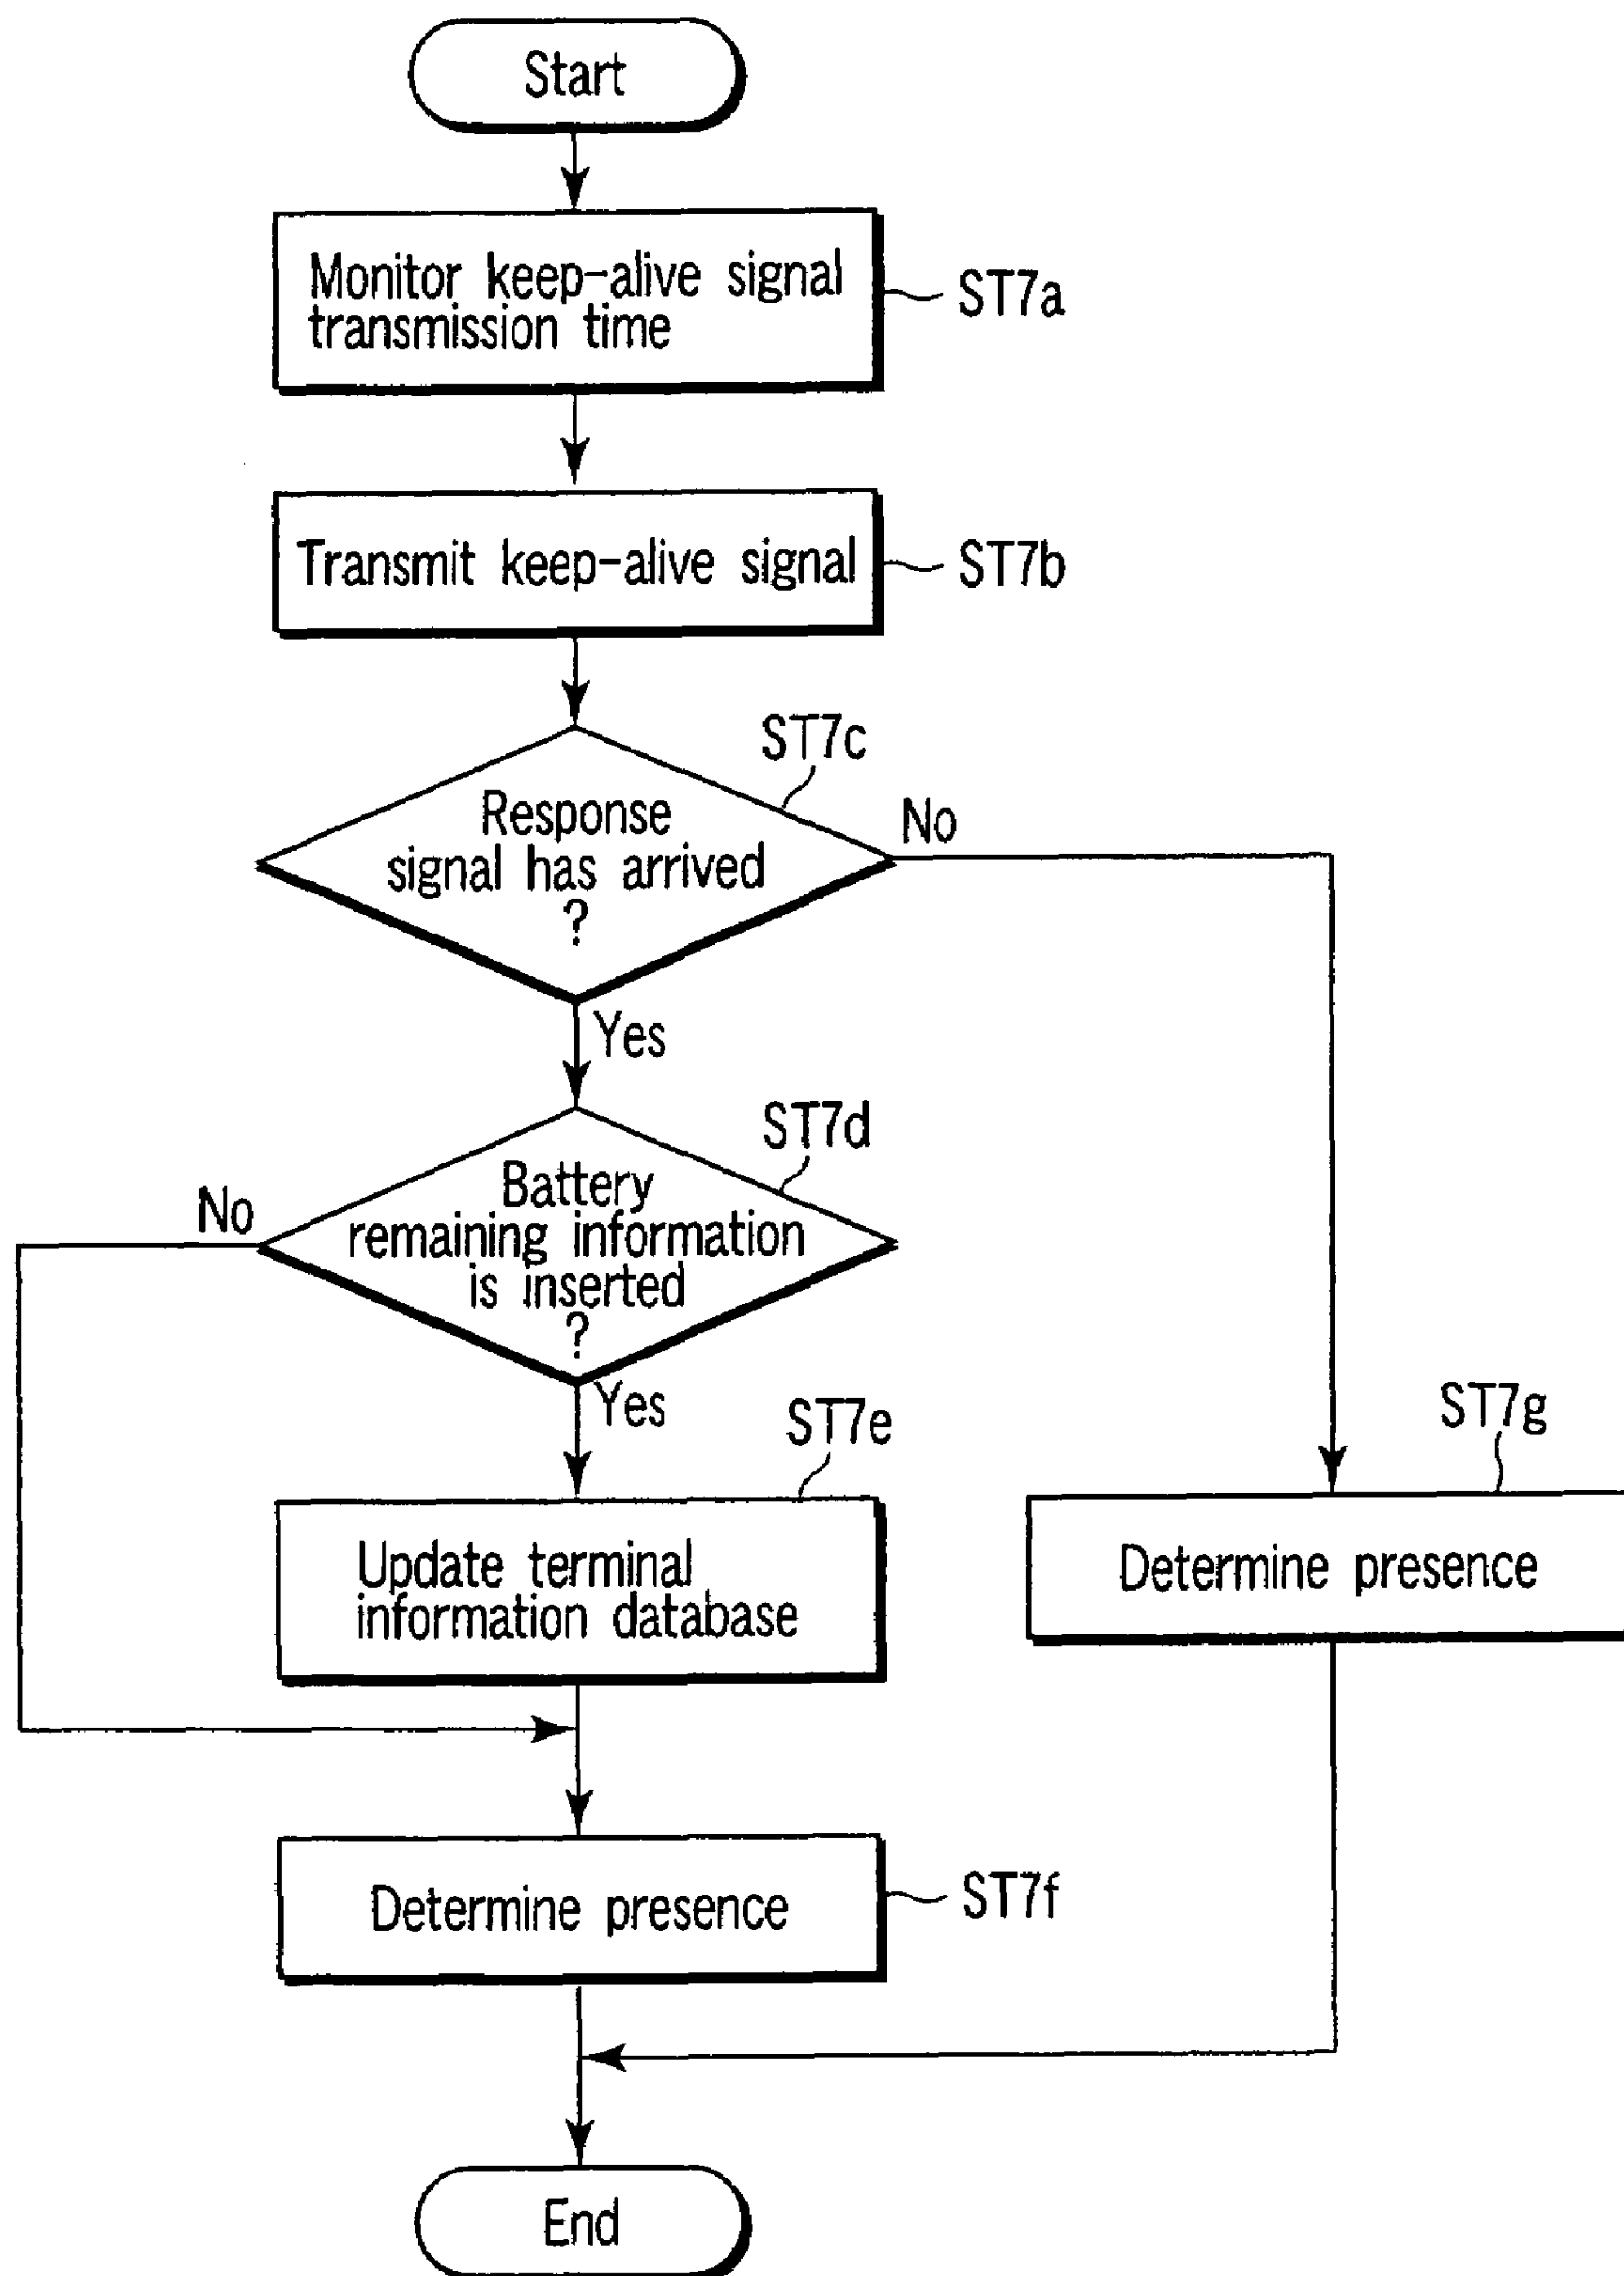 Start
Monitor keep-alive signal
transmission time
ST7a
Transmit keep-alive signal
ST7b
ST7c
Response
signal has arrived
?
No
Yes
ST7d
Battery
remaining information
is inserted
?
No
Yes
ST7e
Update terminal
information database
ST7g
Determine presence
Determine presence
ST7f
End